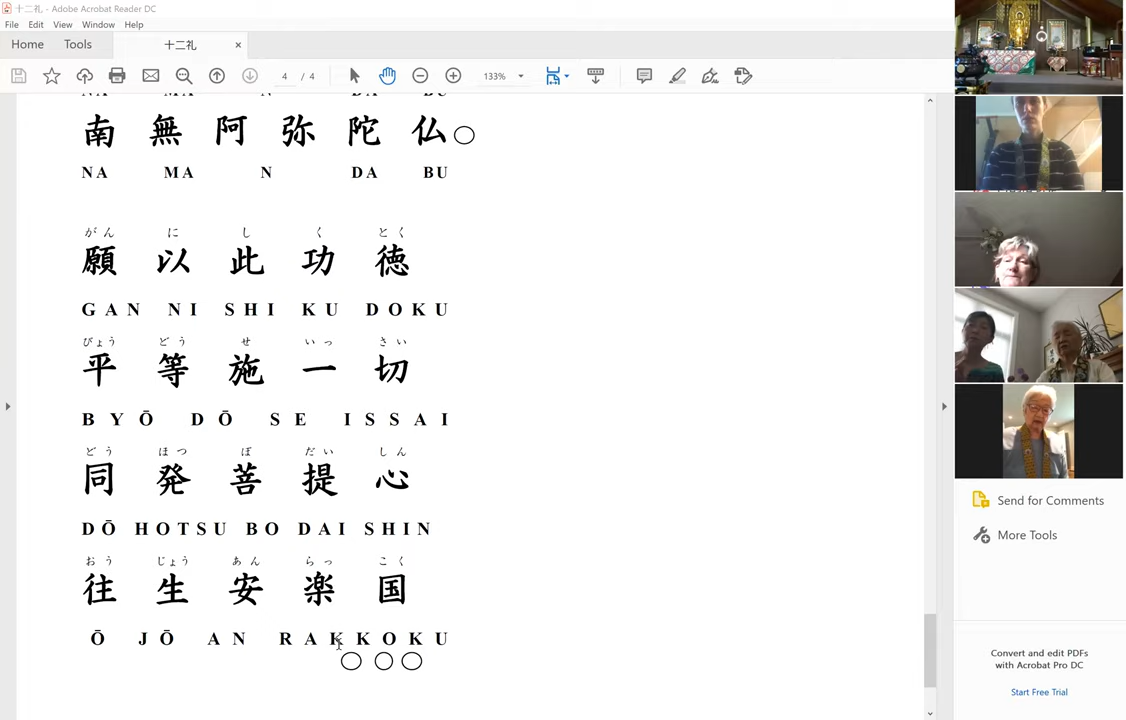 十二礼 - Adobe Acrobat Reader DC
File Edit View Window Help
Home Tools 十二礼 ×
4 / 4 133%
NA MA N DA BU
南無阿弥陀仏○
NA MA N DA BU
がん に し く とく
願以此功徳
GAN NI SHI KU DOKU
びょう どう せ いっ さい
平等施一切
BYŌ DŌ SE ISSAI
どう ほつ ぼ だい しん
同発菩提心
DŌ HOTSU BO DAI SHIN
おう じょう あん らっ こく
往生安楽国
Ō JŌ AN RAKKOKU
○ ○ ○
Send for Comments
More Tools
Convert and edit PDFs
with Acrobat Pro DC
Start Free Trial